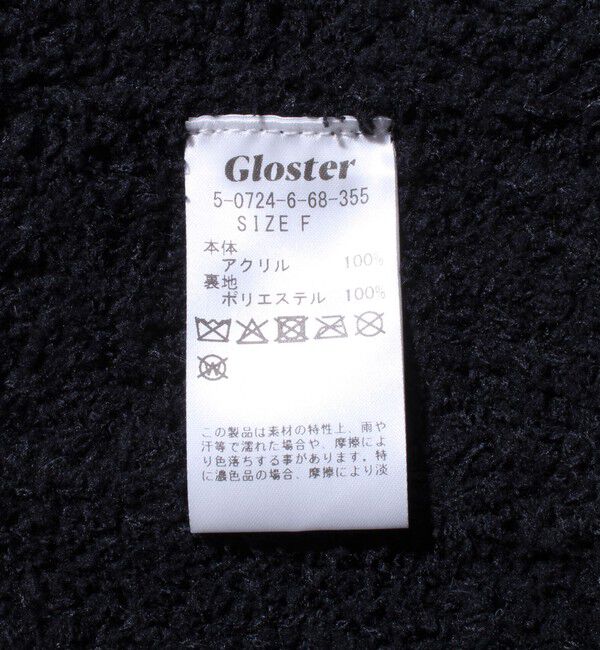 Gloster
5-0724-6-68-355
SIZE F
本体
アクリル 100%
裏地
ポリエステル 100%
W
この製品は素材の特性上、雨や
汗等で濡れた場合や、摩擦によ
り色落ちする事があります。特
に濃色品の場合、摩擦により淡